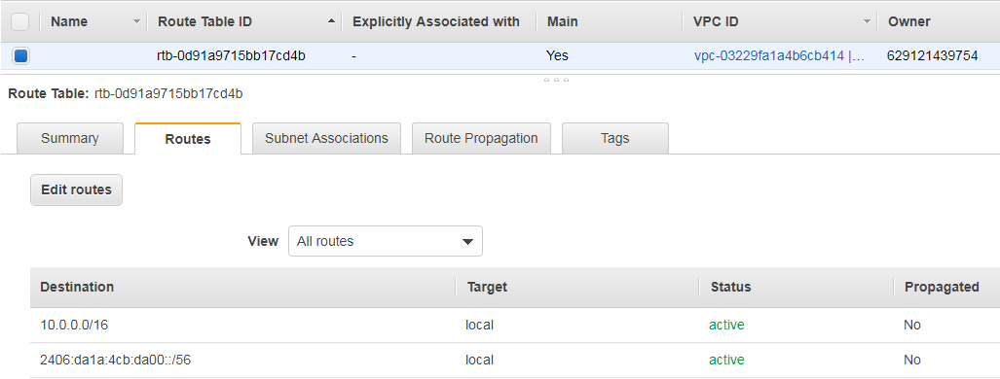 Name Route Table ID Explicitly Associated with Main VPC ID Owner
rtb-0d91a9715bb17cd4b - Yes vpc-03229fa1a4b6cb414 |... 629121439754
Route Table: rtb-0d91a9715bb17cd4b
Summary Routes Subnet Associations Route Propagation Tags
Edit routes
View All routes
Destination Target Status Propagated
10.0.0.0/16 local active No
2406:da1a:4cb:da00::/56 local active No